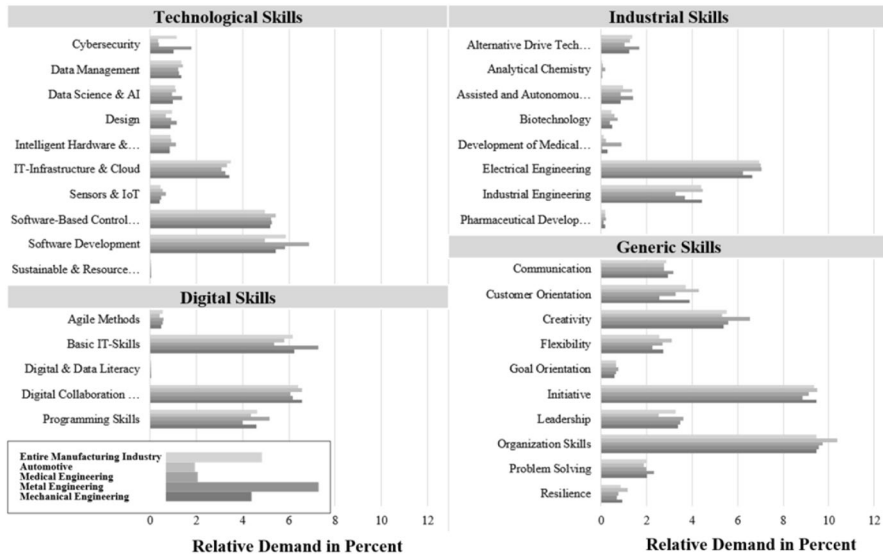 Technological Skills
Cybersecurity
Data Management
Data Science & AI
Design
Intelligent Hardware &…
IT-Infrastructure & Cloud
Sensors & IoT
Software-Based Control…
Software Development
Sustainable & Resource…
Digital Skills
Agile Methods
Basic IT-Skills
Digital & Data Literacy
Digital Collaboration …
Programming Skills
Entire Manufacturing Industry
Automotive
Medical Engineering
Metal Engineering
Mechanical Engineering
0 2 4 6 8 10 12
Relative Demand in Percent
Industrial Skills
Alternative Drive Tech…
Analytical Chemistry
Assisted and Autonomou…
Biotechnology
Development of Medical…
Electrical Engineering
Industrial Engineering
Pharmaceutical Develop…
Generic Skills
Communication
Customer Orientation
Creativity
Flexibility
Goal Orientation
Initiative
Leadership
Organization Skills
Problem Solving
Resilience
0 2 4 6 8 10 12
Relative Demand in Percent